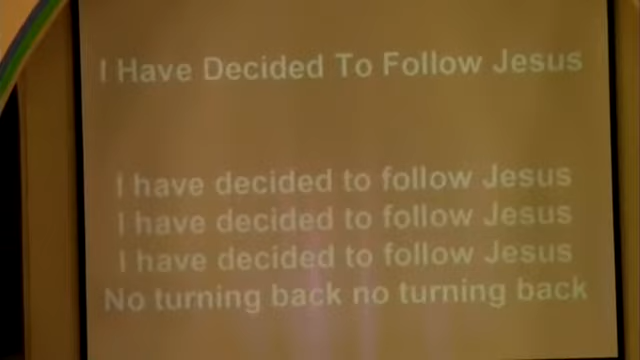 I Have Decided To Follow Jesus
I have decided to follow Jesus
I have decided to follow Jesus
I have decided to follow Jesus
No turning back no turning back